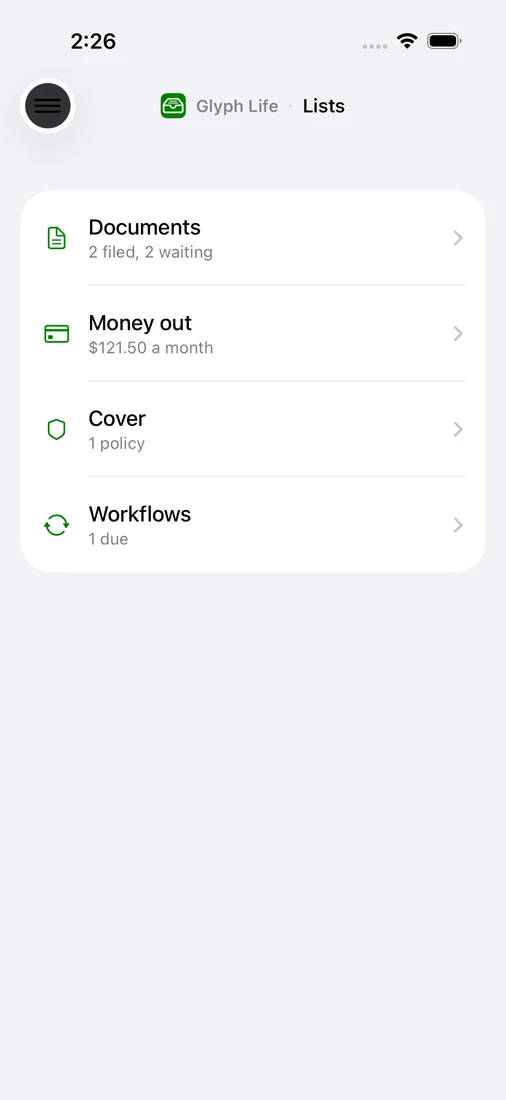 2:26
Glyph Life · Lists
Documents
2 filed, 2 waiting
Money out
$121.50 a month
Cover
1 policy
Workflows
1 due